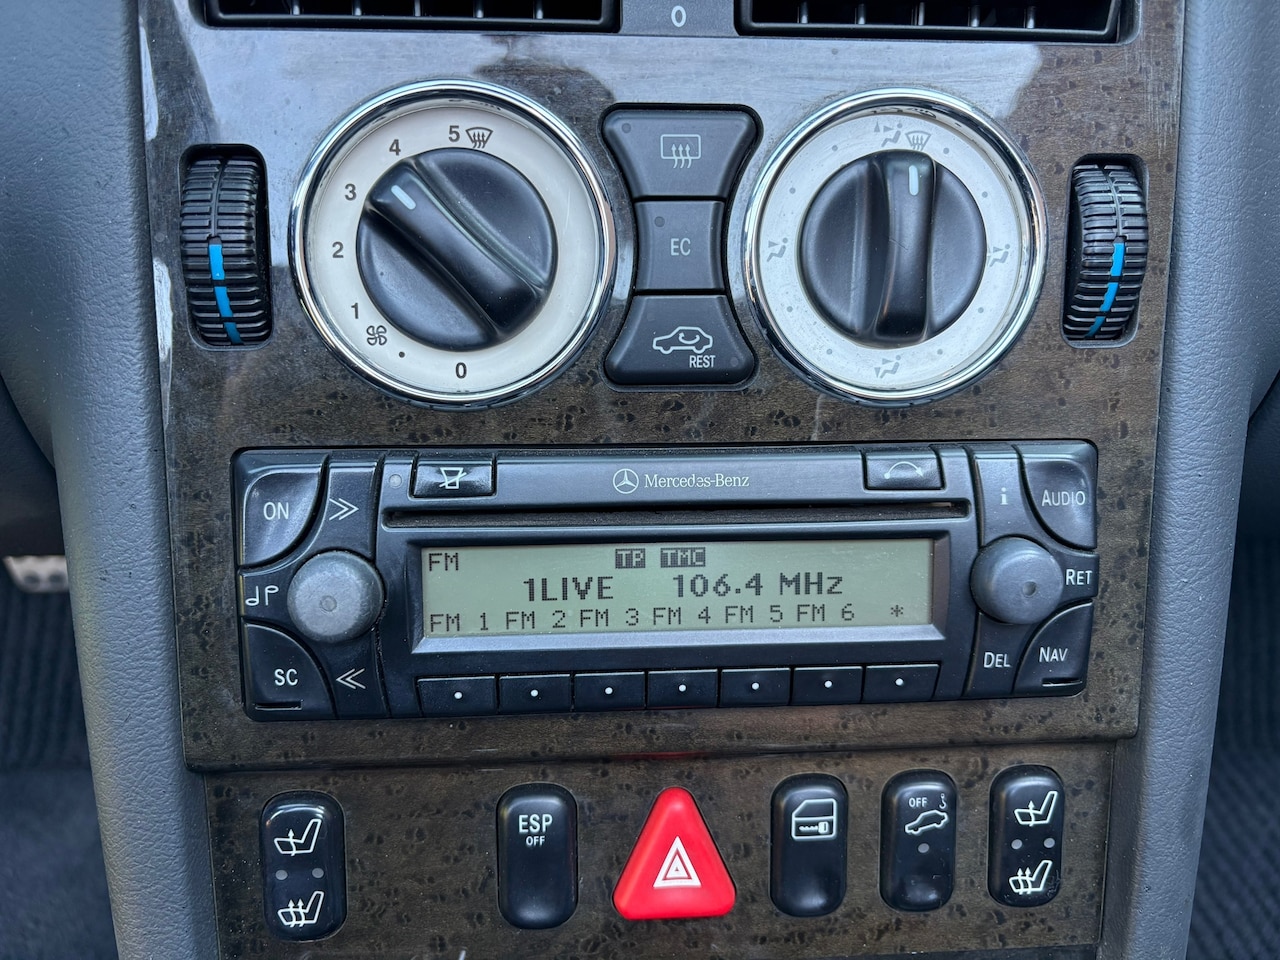 0
5
4
3
2
1
0
EC
REST
Mercedes-Benz
ON
i
AUDIO
FM TP TMC
1LIVE 106.4 MHz
FM 1 FM 2 FM 3 FM 4 FM 5 FM 6 *
RET
SC
DEL
NAV
ESP
OFF
OFF